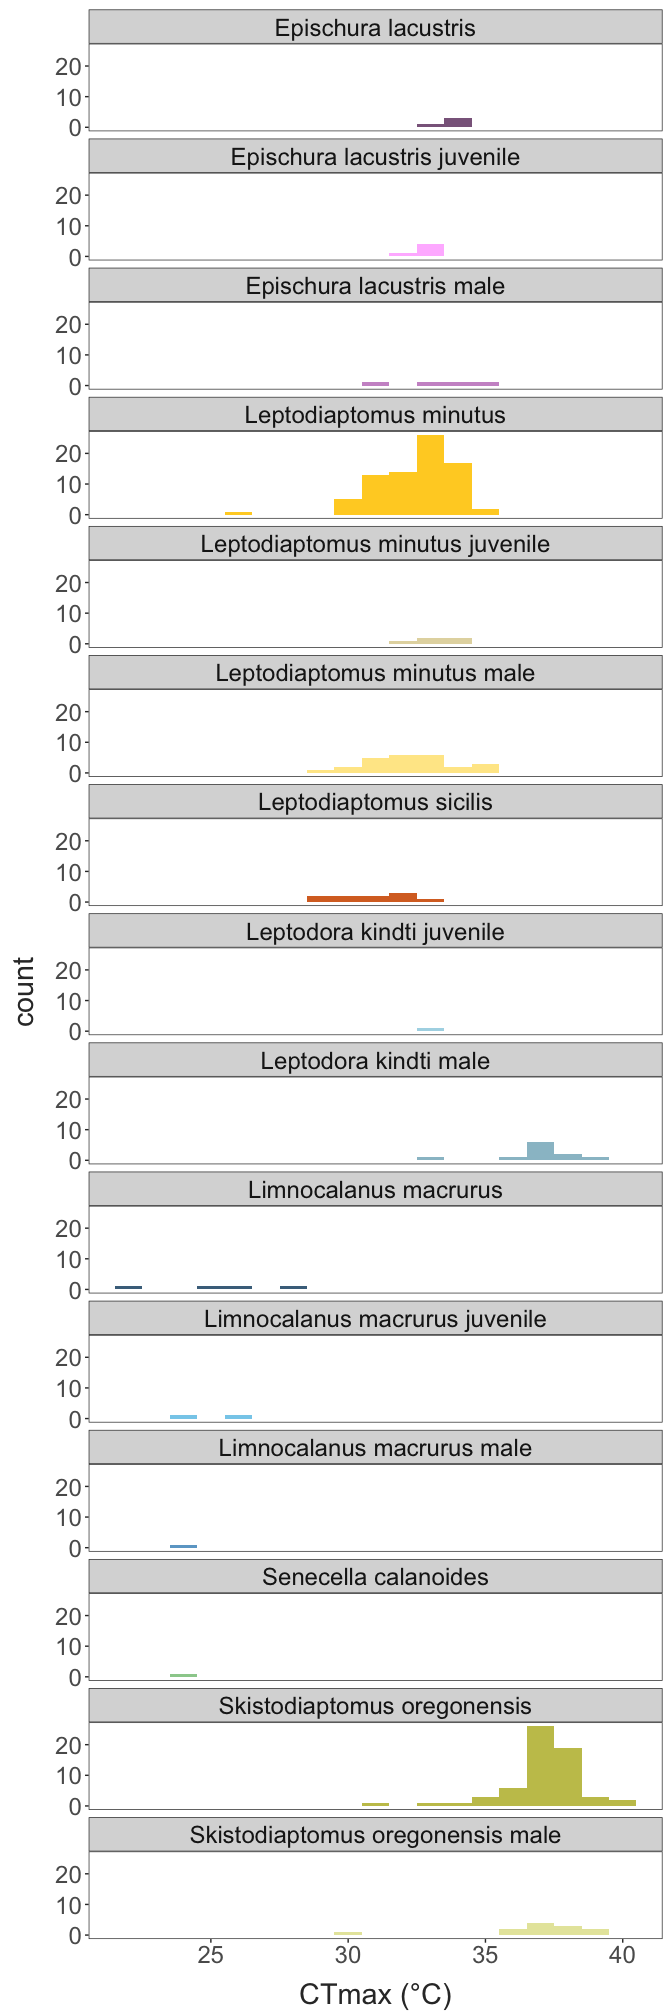 Epischura lacustris
20
10
0
Epischura lacustris juvenile
20
10
0
Epischura lacustris male
20
10
0
Leptodiaptomus minutus
20
10
0
Leptodiaptomus minutus juvenile
20
10
0
Leptodiaptomus minutus male
20
10
0
Leptodiaptomus sicilis
20
10
0
Leptodora kindti juvenile
20
10
0
Leptodora kindti male
20
10
0
Limnocalanus macrurus
20
10
0
Limnocalanus macrurus juvenile
20
10
0
Limnocalanus macrurus male
20
10
0
Senecella calanoides
20
10
0
Skistodiaptomus oregonensis
20
10
0
Skistodiaptomus oregonensis male
20
10
0
count
25 30 35 40
CTmax (°C)